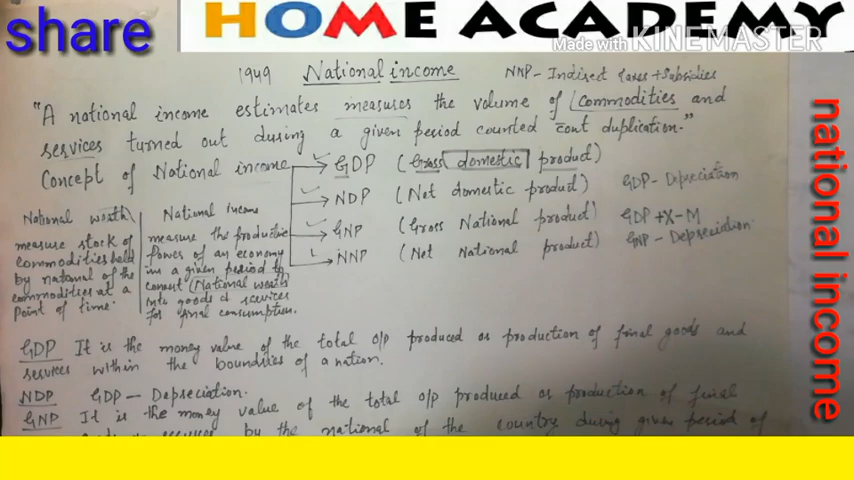 share
HOME ACADEMY
Made with KINEMASTER
1949 National income NNP - Indirect taxes + Subsidies
"A national income estimates measures the volume of commodities and
services turned out during a given period counted duplication."
Concept of National income
GDP (Gross domestic product)
NDP (Net domestic product) GDP - Depreciation
GNP (Gross National product) GDP + X - M
NNP (Net National product) GNP - Depreciation
National worth
measure stock of
commodities held
by national of the
commodities at a
Point of time.
National income
measure the productive
Power of an economy
in a given period to
convert National worth
into goods & services
for final consumption.
GDP It is the money value of the total o/p produced or production of final goods and
services within the boundries of a nation.
NDP GDP - Depreciation.
GNP It is the money value of the total o/p produced or production of final
services by the national of the country during given period of
national income